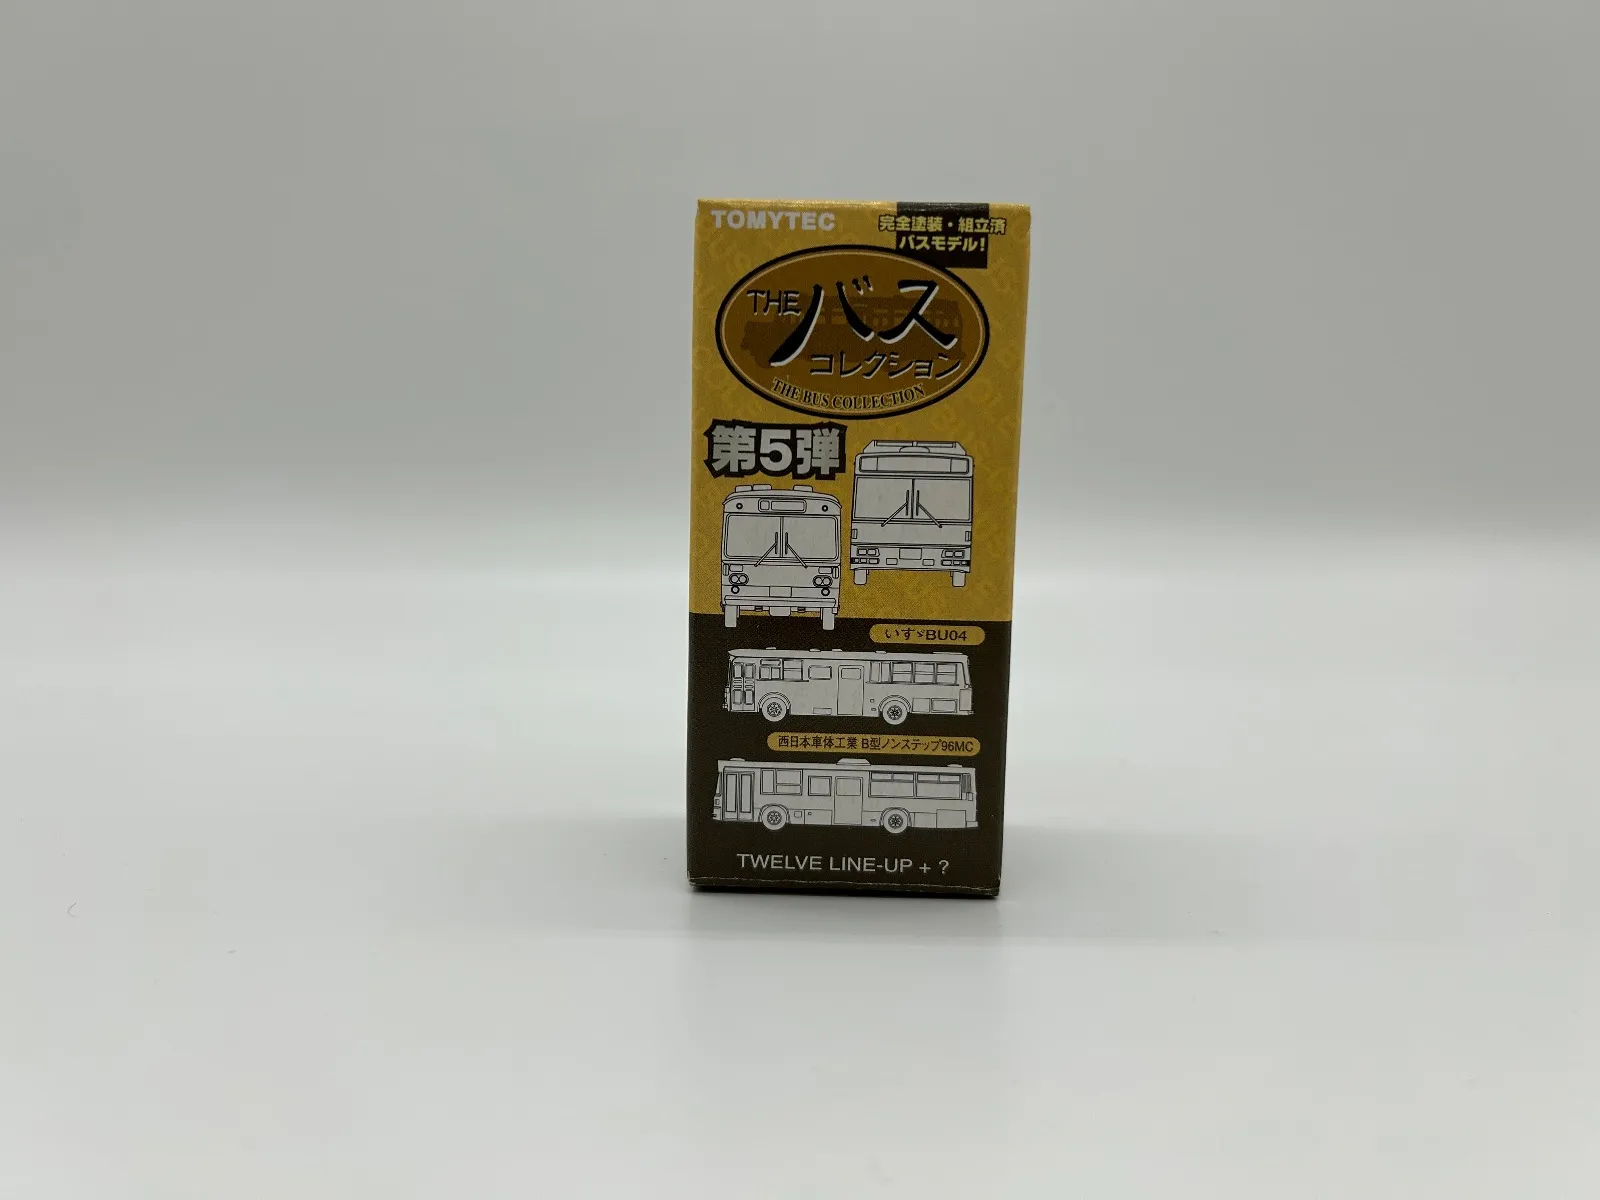 TOMYTEC
完全塗装・組立済
バスモデル!
THE バス
コレクション
THE BUS COLLECTION
第5弾
いすゞBU04
西日本車体工業 B型ノンステップ96MC
TWELVE LINE-UP + ?